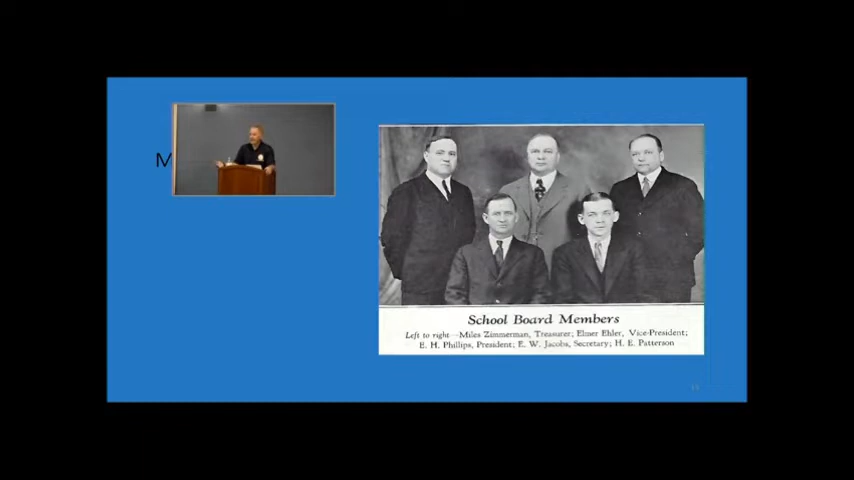 M
School Board Members
Left to right—Miles Zimmerman, Treasurer; Elmer Ehler, Vice-President;
E. H. Phillips, President; E. W. Jacobs, Secretary; H. E. Patterson